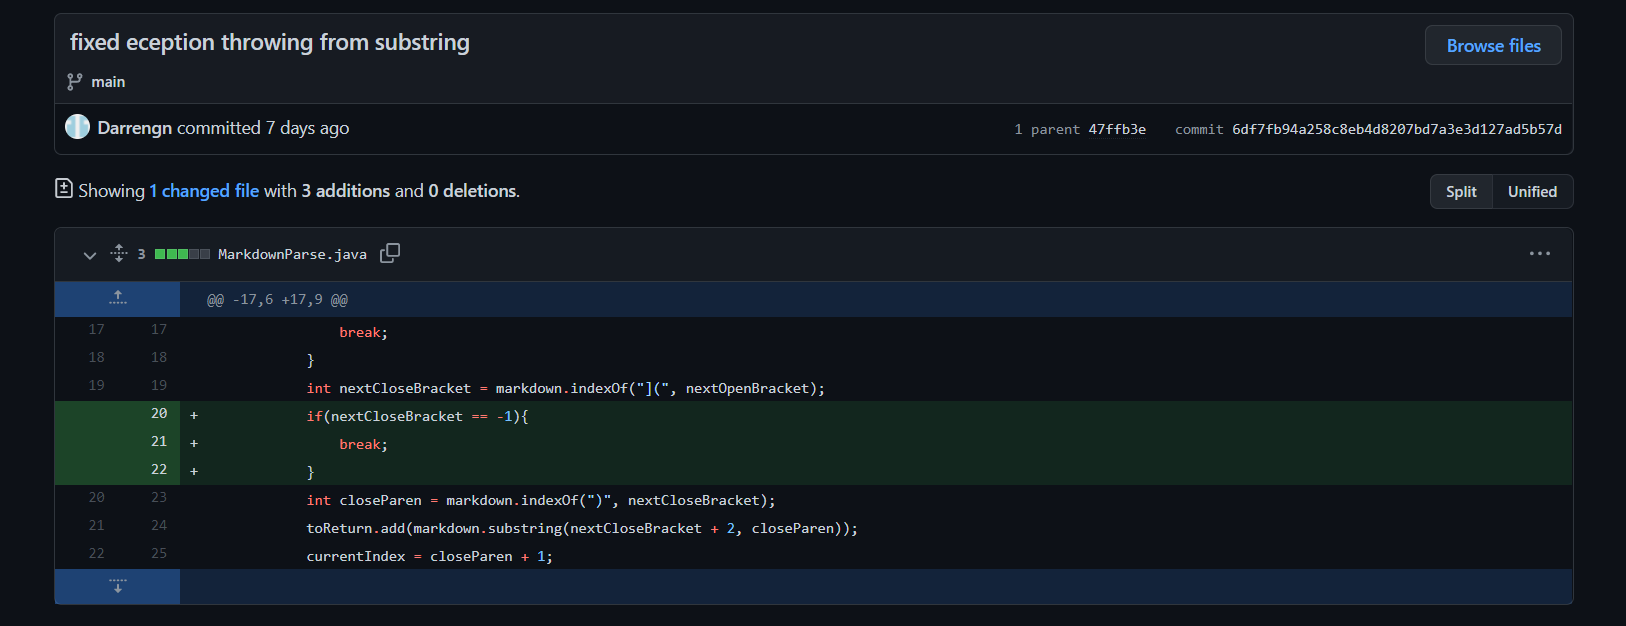 fixed eception throwing from substring
Browse files
main
Darrengn committed 7 days ago
1 parent 47ffb3e commit 6df7fb94a258c8eb4d8207bd7a3e3d127ad5b57d
Showing 1 changed file with 3 additions and 0 deletions.
Split Unified
3 MarkdownParse.java
@@ -17,6 +17,9 @@
17 17 break;
18 18 }
19 19 int nextCloseBracket = markdown.indexOf("](", nextOpenBracket);
20 + if(nextCloseBracket == -1){
21 + break;
22 + }
20 23 int closeParen = markdown.indexOf(")", nextCloseBracket);
21 24 toReturn.add(markdown.substring(nextCloseBracket + 2, closeParen));
22 25 currentIndex = closeParen + 1;